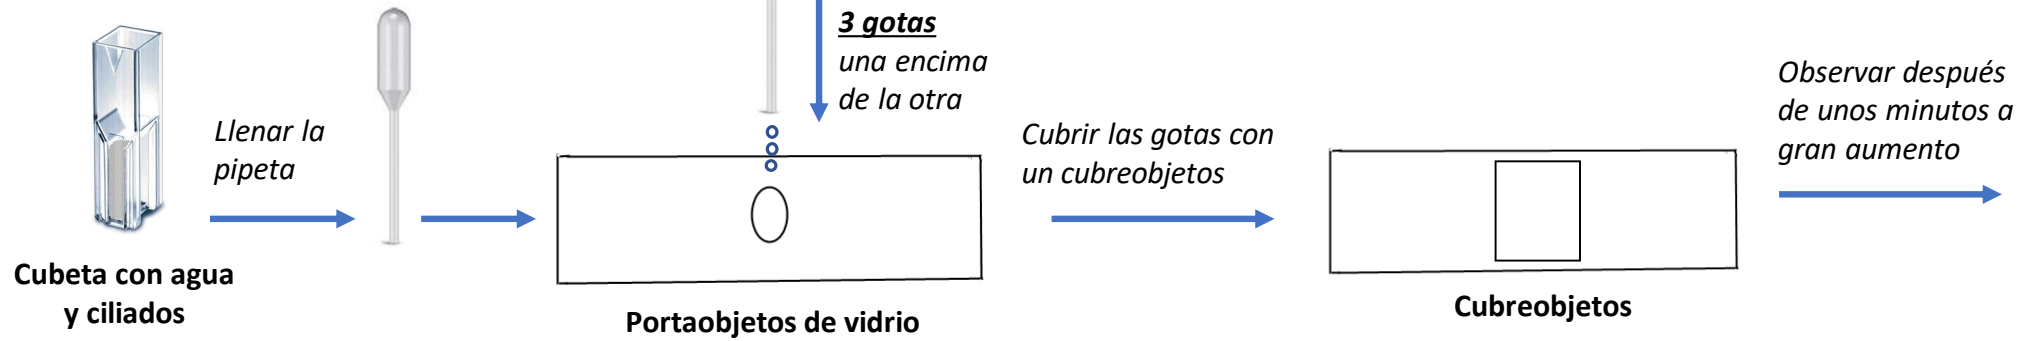 Cubeta con agua
y ciliados
Llenar la
pipeta
3 gotas
una encima
de la otra
Portaobjetos de vidrio
Cubrir las gotas con
un cubreobjetos
Cubreobjetos
Observar después
de unos minutos a
gran aumento